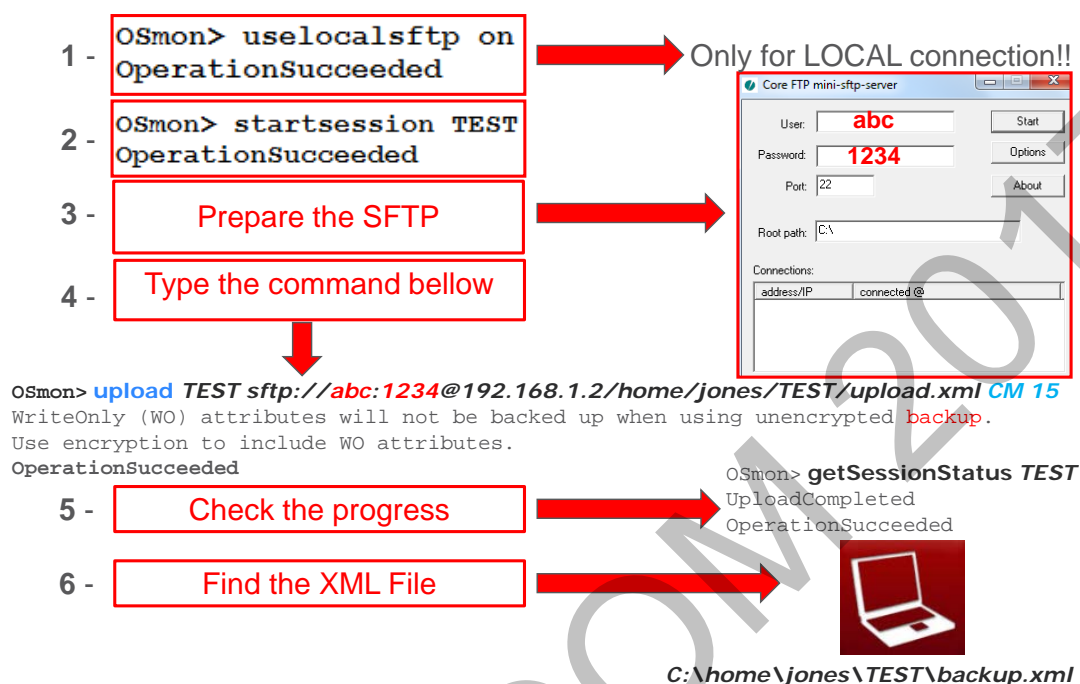 1 -
OSmon> uselocalsftp on
OperationSucceeded
Only for LOCAL connection!!
2 -
OSmon> startsession TEST
OperationSucceeded
3 -
Prepare the SFTP
Core FTP mini-sftp-server
User:
abc
Start
Password:
1234
Options
Port:
22
About
Root path:
C:\
Connections:
address/IP
connected @
4 -
Type the command bellow
OSmon> upload TEST sftp://abc:1234@192.168.1.2/home/jones/TEST/upload.xml CM 15
WriteOnly (WO) attributes will not be backed up when using unencrypted backup.
Use encryption to include WO attributes.
OperationSucceeded
5 -
Check the progress
OSmon> getSessionStatus TEST
UploadCompleted
OperationSucceeded
6 -
Find the XML File
C:\home\jones\TEST\backup.xml
OM 201